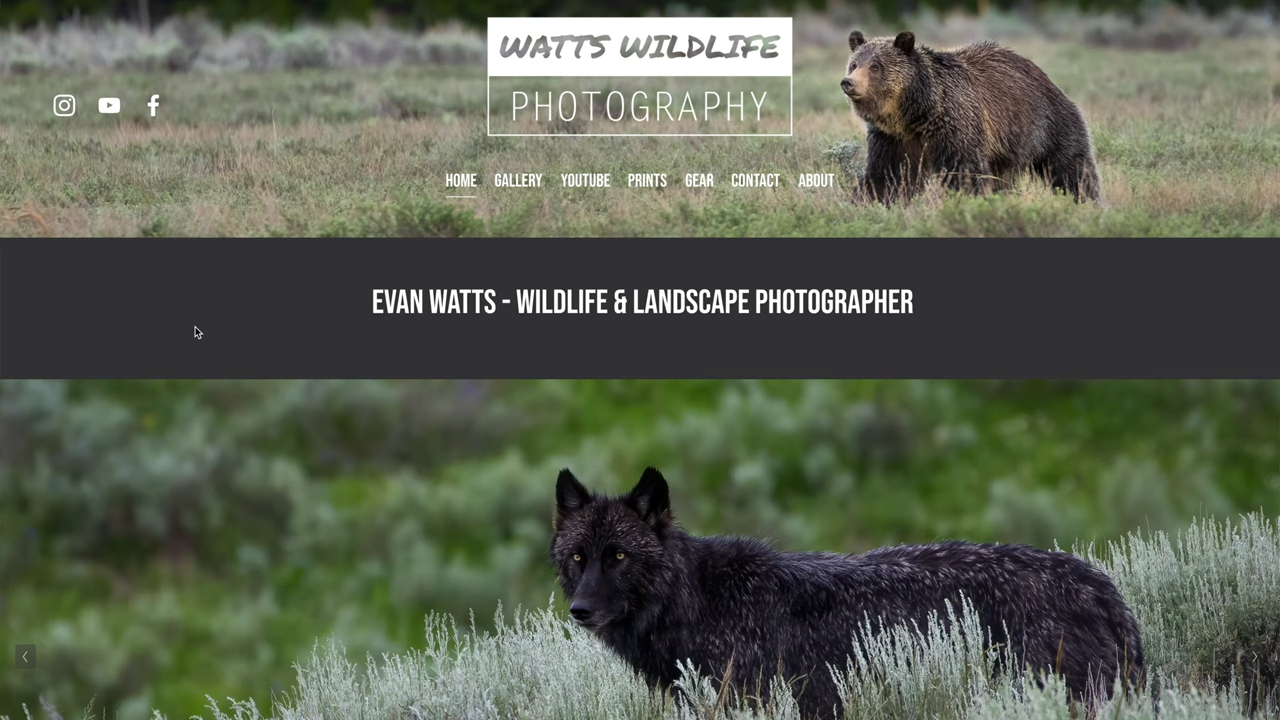 WATTS WILDLIFE
PHOTOGRAPHY
HOME GALLERY YOUTUBE PRINTS GEAR CONTACT ABOUT
EVAN WATTS - WILDLIFE & LANDSCAPE PHOTOGRAPHER